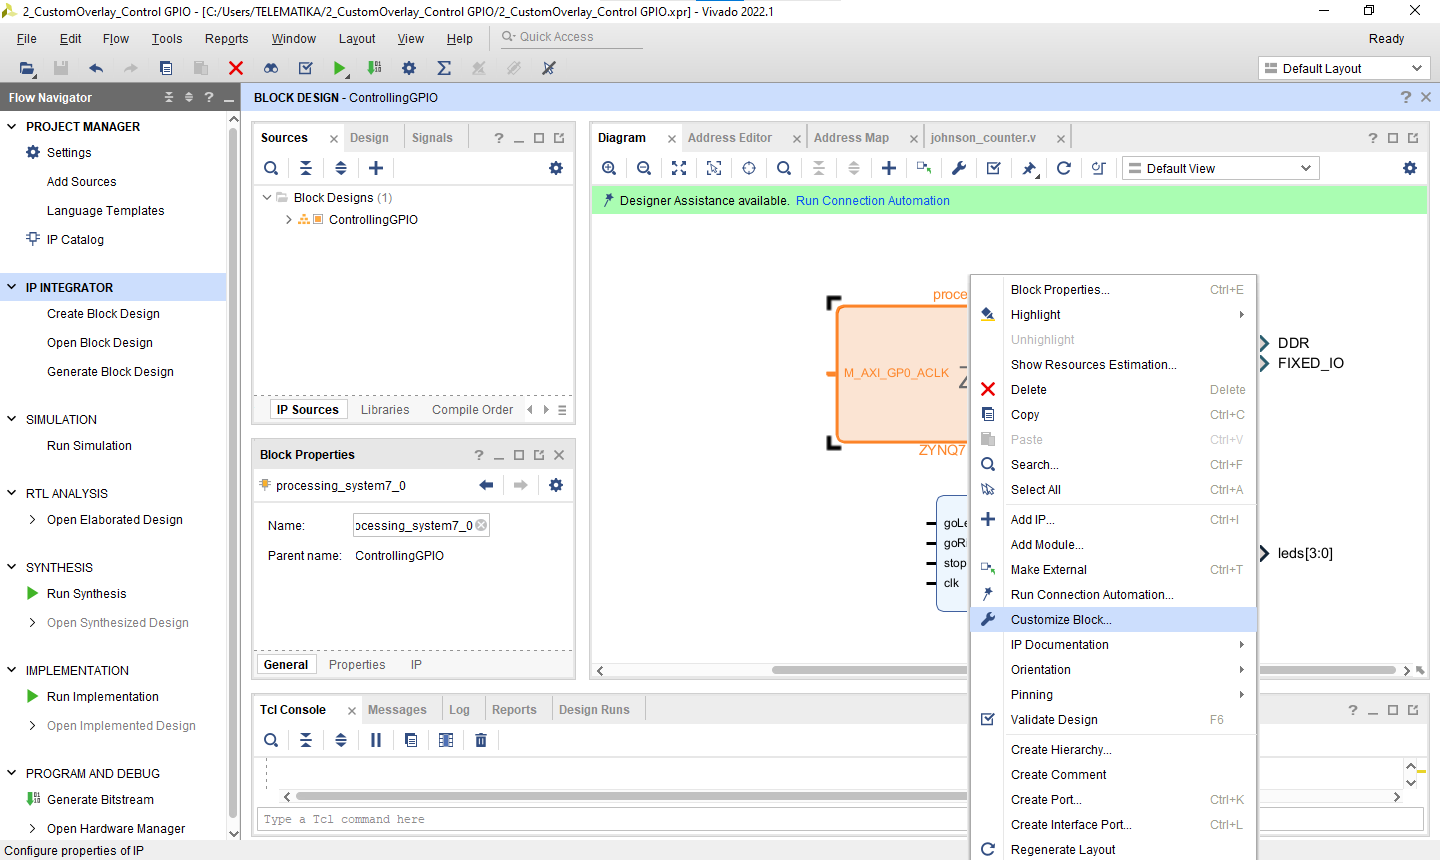 2_CustomOverlay_Control GPIO - [C:/Users/TELEMATIKA/2_CustomOverlay_Control GPIO/2_CustomOverlay_Control GPIO.xpr] - Vivado 2022.1
File Edit Flow Tools Reports Window Layout View Help Quick Access Ready
Default Layout
Flow Navigator
BLOCK DESIGN - ControllingGPIO
PROJECT MANAGER
Settings
Add Sources
Language Templates
IP Catalog
IP INTEGRATOR
Create Block Design
Open Block Design
Generate Block Design
SIMULATION
Run Simulation
RTL ANALYSIS
Open Elaborated Design
SYNTHESIS
Run Synthesis
Open Synthesized Design
IMPLEMENTATION
Run Implementation
Open Implemented Design
PROGRAM AND DEBUG
Generate Bitstream
Open Hardware Manager
Sources Design Signals
Block Designs (1)
ControllingGPIO
IP Sources Libraries Compile Order
Block Properties
processing_system7_0
Name: ocessing_system7_0
Parent name: ControllingGPIO
General Properties IP
Diagram Address Editor Address Map johnson_counter.v
Default View
Designer Assistance available. Run Connection Automation
proce
M_AXI_GP0_ACLK
Z
ZYNQ7
DDR
FIXED_IO
goLe
goRi
stop
clk
leds[3:0]
Block Properties... Ctrl+E
Highlight
Unhighlight
Show Resources Estimation...
Delete Delete
Copy Ctrl+C
Paste Ctrl+V
Search... Ctrl+F
Select All Ctrl+A
Add IP... Ctrl+I
Add Module...
Make External Ctrl+T
Run Connection Automation...
Customize Block...
IP Documentation
Orientation
Pinning
Validate Design F6
Create Hierarchy...
Create Comment
Create Port... Ctrl+K
Create Interface Port... Ctrl+L
Regenerate Layout
Tcl Console Messages Log Reports Design Runs
Type a Tcl command here
Configure properties of IP